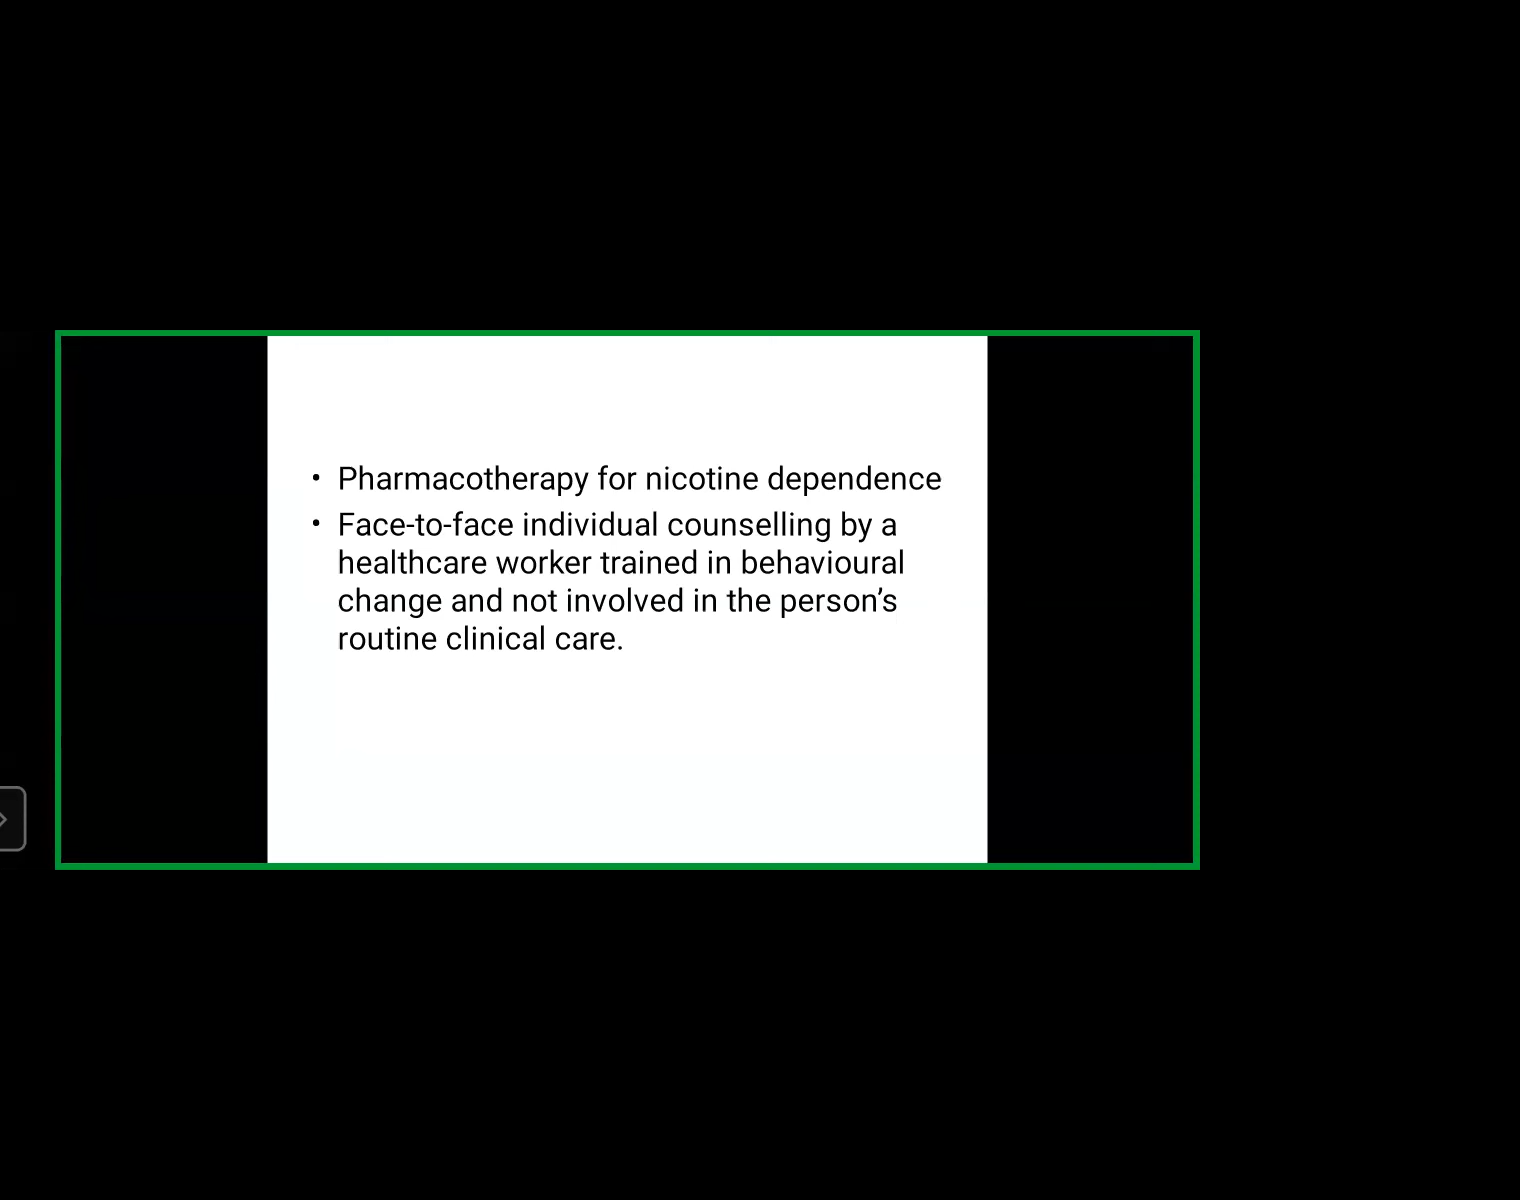 • Pharmacotherapy for nicotine dependence
• Face-to-face individual counselling by a
healthcare worker trained in behavioural
change and not involved in the person’s
routine clinical care.